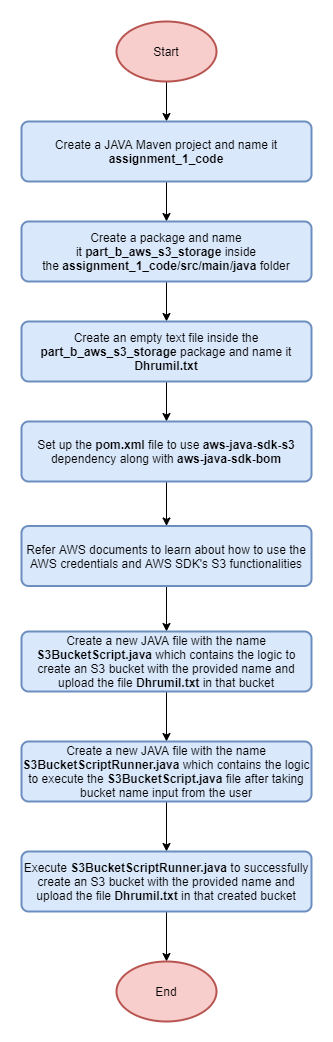 Start
Create a JAVA Maven project and name it
assignment_1_code
Create a package and name
it part_b_aws_s3_storage inside
the assignment_1_code/src/main/java folder
Create an empty text file inside the
part_b_aws_s3_storage package and name it
Dhrumil.txt
Set up the pom.xml file to use aws-java-sdk-s3
dependency along with aws-java-sdk-bom
Refer AWS documents to learn about how to use the
AWS credentials and AWS SDK's S3 functionalities
Create a new JAVA file with the name
S3BucketScript.java which contains the logic to
create an S3 bucket with the provided name and
upload the file Dhrumil.txt in that bucket
Create a new JAVA file with the name
S3BucketScriptRunner.java which contains the logic
to execute the S3BucketScript.java file after taking
bucket name input from the user
Execute S3BucketScriptRunner.java to successfully
create an S3 bucket with the provided name and
upload the file Dhrumil.txt in that created bucket
End